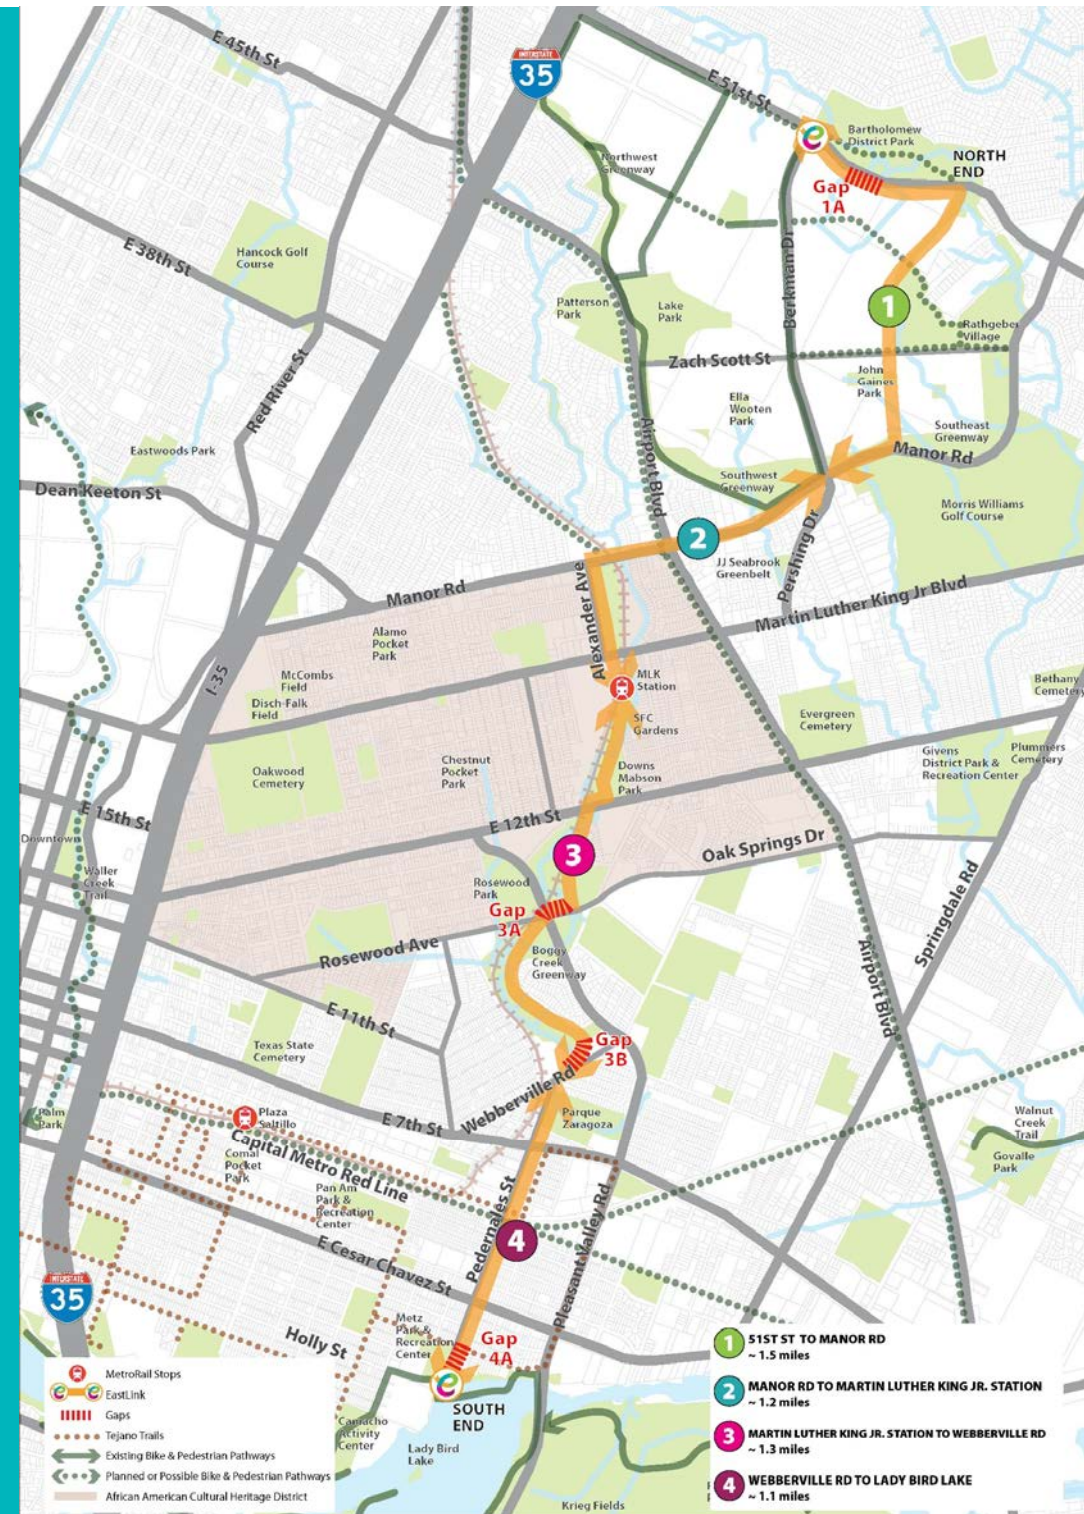 E 45th St
INTERSTATE
35
E 51st St
Bartholomew
District Park
NORTH
END
Northwest
Greenway
Gap
1A
E 38th St
Hancock Golf
Course
Berkman Dr
Patterson
Park
Lake
Park
1
Rathgeber
Village
Red River St
Zach Scott St
John
Gaines
Park
Ella
Wooten
Park
Airport Blvd
Eastwoods Park
Southeast
Greenway
Manor Rd
Dean Keeton St
Southwest
Greenway
Morris Williams
Golf Course
2
Pershing Dr
JJ Seabrook
Greenbelt
Manor Rd
Alexander Ave
Martin Luther King Jr Blvd
Alamo
Pocket
Park
I-35
McCombs
Field
Disch-Falk
Field
MLK
Station
Bethany
Cemetery
SFC
Gardens
Evergreen
Cemetery
Givens
District Park &
Recreation Center
Plummers
Cemetery
Oakwood
Cemetery
Chestnut
Pocket
Park
Downs
Mabson
Park
E 15th St
E 12th St
Oak Springs Dr
Downtown
3
Waller
Creek
Trail
Rosewood
Park
Gap
3A
Springdale Rd
Rosewood Ave
Boggy
Creek
Greenway
Airport Blvd
E 11th St
Texas State
Cemetery
Gap
3B
Webberville Rd
Palm
Park
Plaza
Saltillo
E 7th St
Parque
Zaragoza
Walnut
Creek
Trail
Govalle
Park
Capital Metro Red Line
Comal
Pocket
Park
Pan Am
Park &
Recreation
Center
Pedernales St
4
Pleasant Valley Rd
E Cesar Chavez St
INTERSTATE
35
Holly St
Metz
Park &
Recreation
Center
Gap
4A
SOUTH
END
Camacho
Activity
Center
Lady Bird
Lake
Krieg Fields
MetroRail Stops
EastLink
Gaps
Tejano Trails
Existing Bike & Pedestrian Pathways
Planned or Possible Bike & Pedestrian Pathways
African American Cultural Heritage District
1 51ST ST TO MANOR RD
~ 1.5 miles
2 MANOR RD TO MARTIN LUTHER KING JR. STATION
~ 1.2 miles
3 MARTIN LUTHER KING JR. STATION TO WEBBERVILLE RD
~ 1.3 miles
4 WEBBERVILLE RD TO LADY BIRD LAKE
~ 1.1 miles